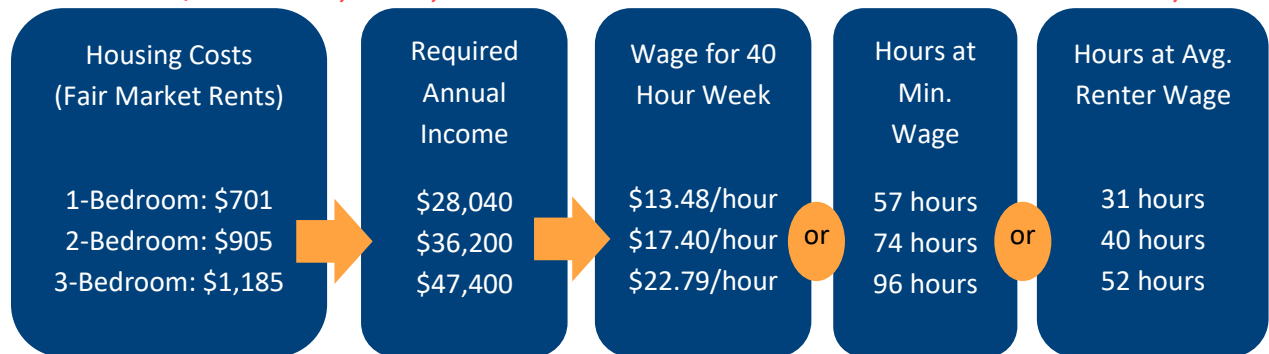 Housing Costs
(Fair Market Rents)
1-Bedroom: $701
2-Bedroom: $905
3-Bedroom: $1,185
Required
Annual
Income
$28,040
$36,200
$47,400
Wage for 40
Hour Week
$13.48/hour
$17.40/hour
$22.79/hour
or
Hours at
Min.
Wage
57 hours
74 hours
96 hours
or
Hours at Avg.
Renter Wage
31 hours
40 hours
52 hours